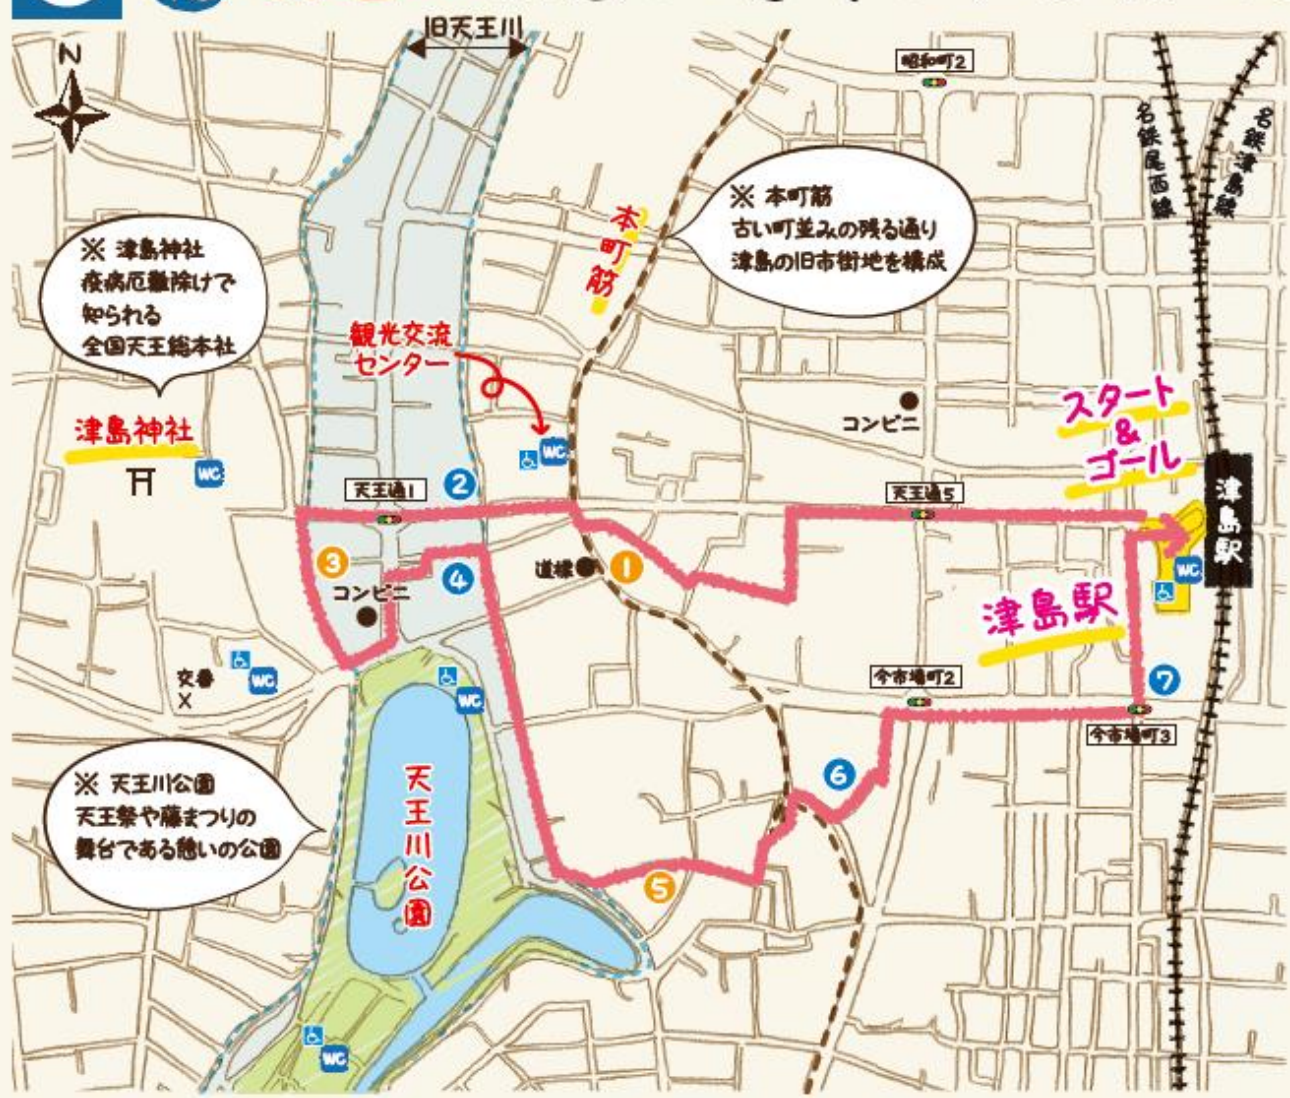 旧天王川
N
昭和町2
名鉄尾西線
名鉄津島線
※ 本町筋
古い町並みの残る通り
津島の旧市街地を構成
本町筋
※ 津島神社
疫病厄難除けで
知られる
全国天王総本社
観光交流
センター
津島神社
WC
WC
コンビニ
スタート
&
ゴール
天王通1
2
天王通5
津島駅
3
コンビニ
4
道標
1
WC
津島駅
交番
X
WC
WC
今市場町2
7
今市場町3
※ 天王川公園
天王祭や藤まつりの
舞台である憩いの公園
天王川公園
6
5
WC